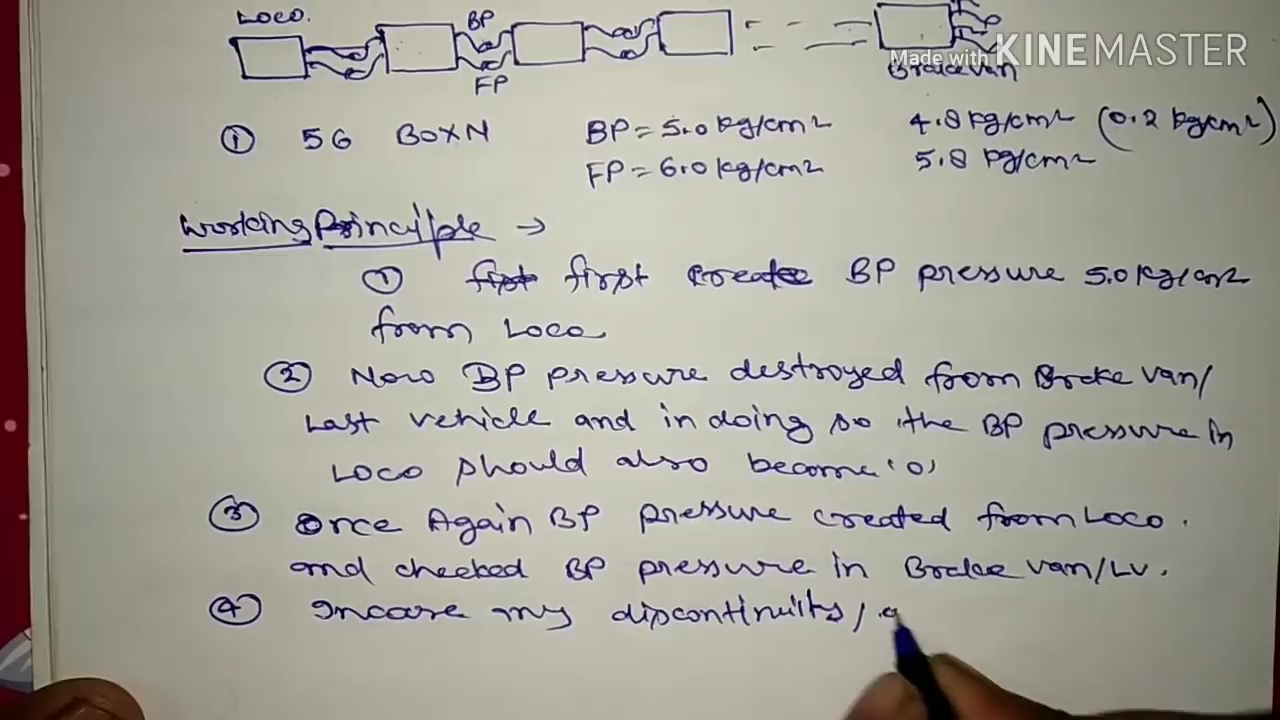 Loco.
BP
FP
Made with KINEMASTER
Brake van
① 56 BOXN BP = 5.0 kg/cm2 4.8 kg/cm2 (0.2 kg/cm2)
FP = 6.0 kg/cm2 5.8 kg/cm2
Working Principle →
① first create BP pressure 5.0 kg/cm2
from Loco
② Now BP pressure destroyed from Brake van/
Last vehicle and in doing so the BP pressure in
Loco should also become '0'
③ Once Again BP pressure created from Loco.
and checked BP pressure in Brake van/LV.
④ Incase any discontinuity/